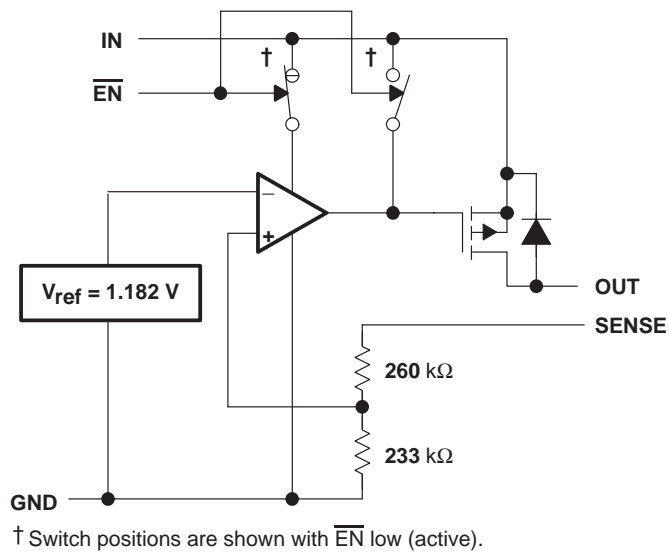 IN
† †
EN
−
+
Vref = 1.182 V
OUT
SENSE
260 kΩ
233 kΩ
GND
† Switch positions are shown with EN low (active).